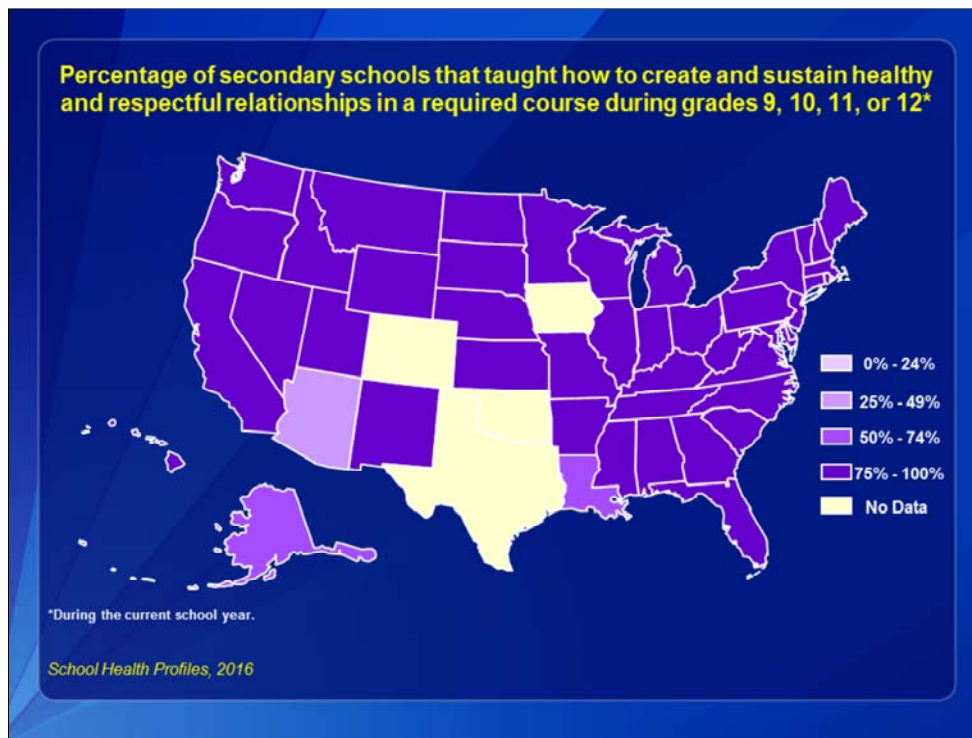 Percentage of secondary schools that taught how to create and sustain healthy
and respectful relationships in a required course during grades 9, 10, 11, or 12*
0% - 24%
25% - 49%
50% - 74%
75% - 100%
No Data
*During the current school year.
School Health Profiles, 2016